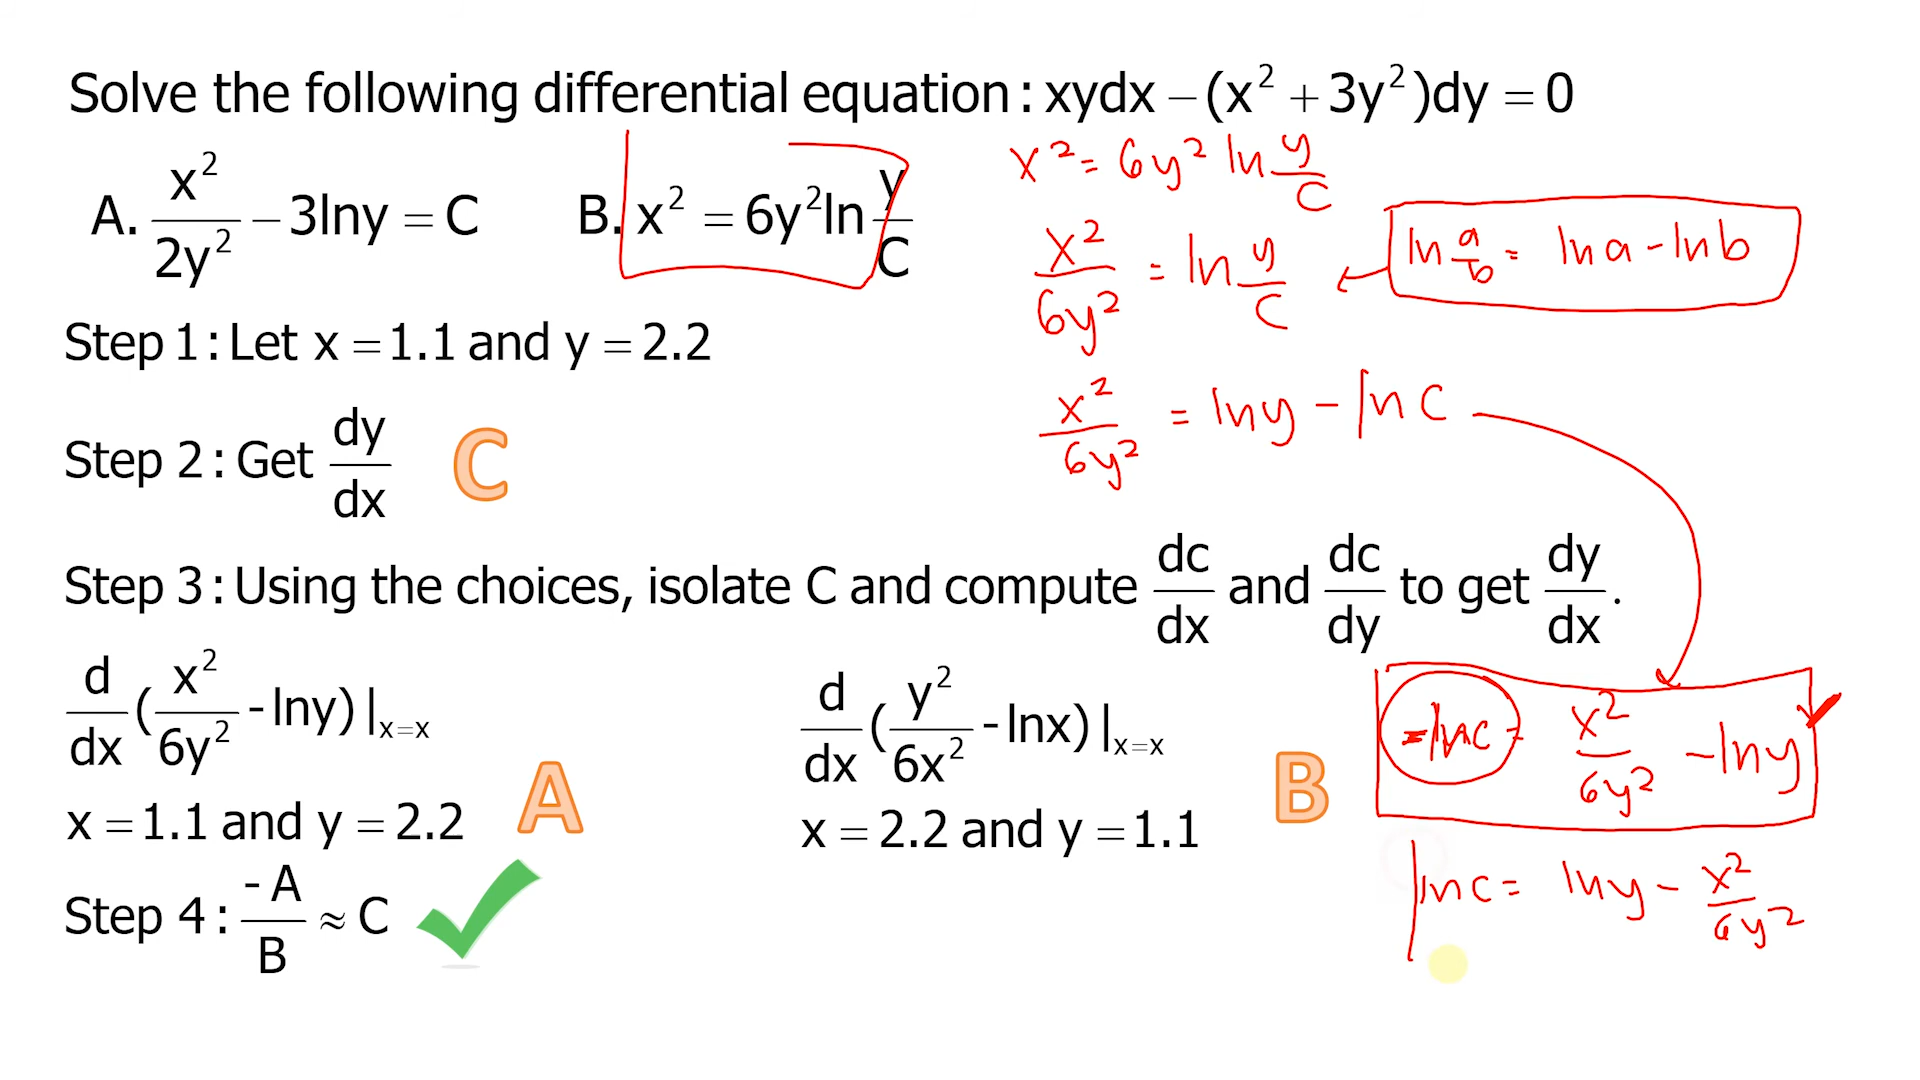 Solve the following differential equation : xydx − (x² + 3y²)dy = 0
A. x²/2y² − 3lny = C
B. x² = 6y²ln y/C
Step 1 : Let x = 1.1 and y = 2.2
Step 2 : Get dy/dx C
Step 3 : Using the choices, isolate C and compute dc/dx and dc/dy to get dy/dx.
d/dx (x²/6y² - lny) |x=x
x = 1.1 and y = 2.2
A
d/dx (y²/6x² - lnx) |x=x
x = 2.2 and y = 1.1
B
Step 4 : -A/B ≈ C
x² = 6y² ln y/C
x²/6y² = ln y/C
ln a/b = ln a - ln b
x²/6y² = lny - ln C
-lnc = x²/6y² - lny
lnc = lny - x²/6y²